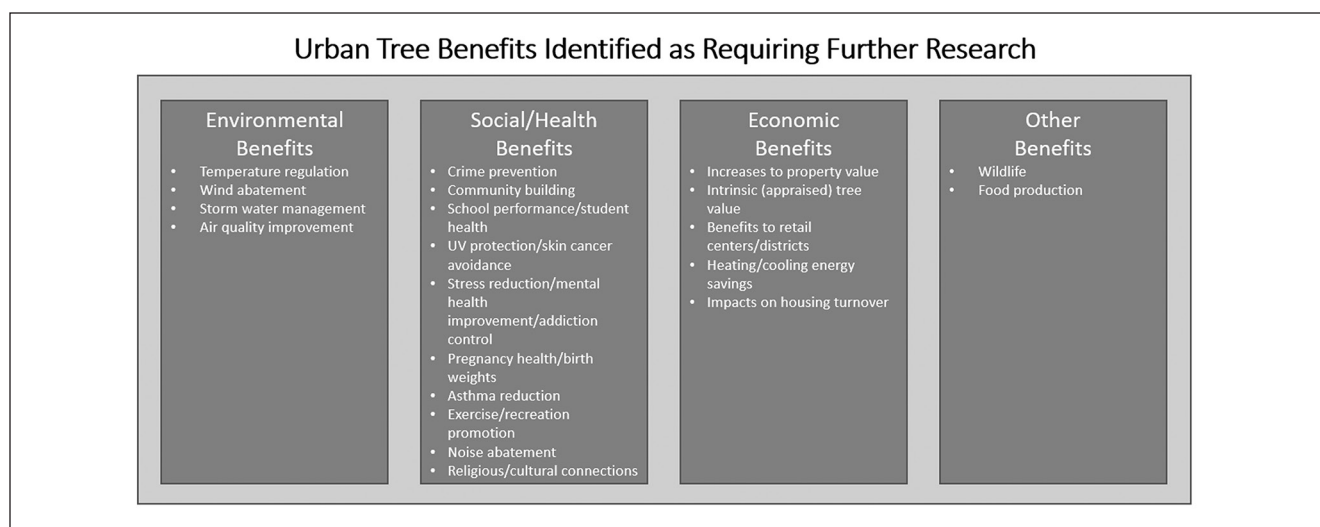 Urban Tree Benefits Identified as Requiring Further Research
Environmental
Benefits
• Temperature regulation
• Wind abatement
• Storm water management
• Air quality improvement
Social/Health
Benefits
• Crime prevention
• Community building
• School performance/student
health
• UV protection/skin cancer
avoidance
• Stress reduction/mental
health
improvement/addiction
control
• Pregnancy health/birth
weights
• Asthma reduction
• Exercise/recreation
promotion
• Noise abatement
• Religious/cultural connections
Economic
Benefits
• Increases to property value
• Intrinsic (appraised) tree
value
• Benefits to retail
centers/districts
• Heating/cooling energy
savings
• Impacts on housing turnover
Other
Benefits
• Wildlife
• Food production